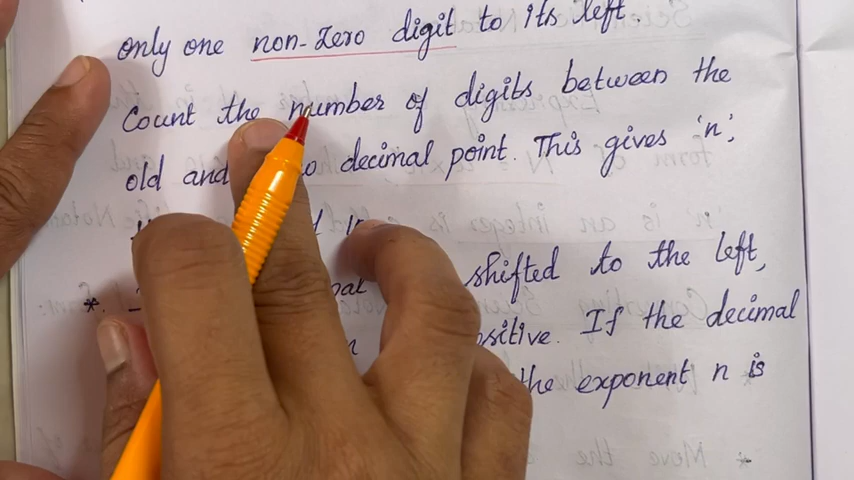 only one non-zero digit to its left.
Count the number of digits between the
old and decimal point. This gives 'n',
shifted to the left,
*. If the decimal
the exponent n is